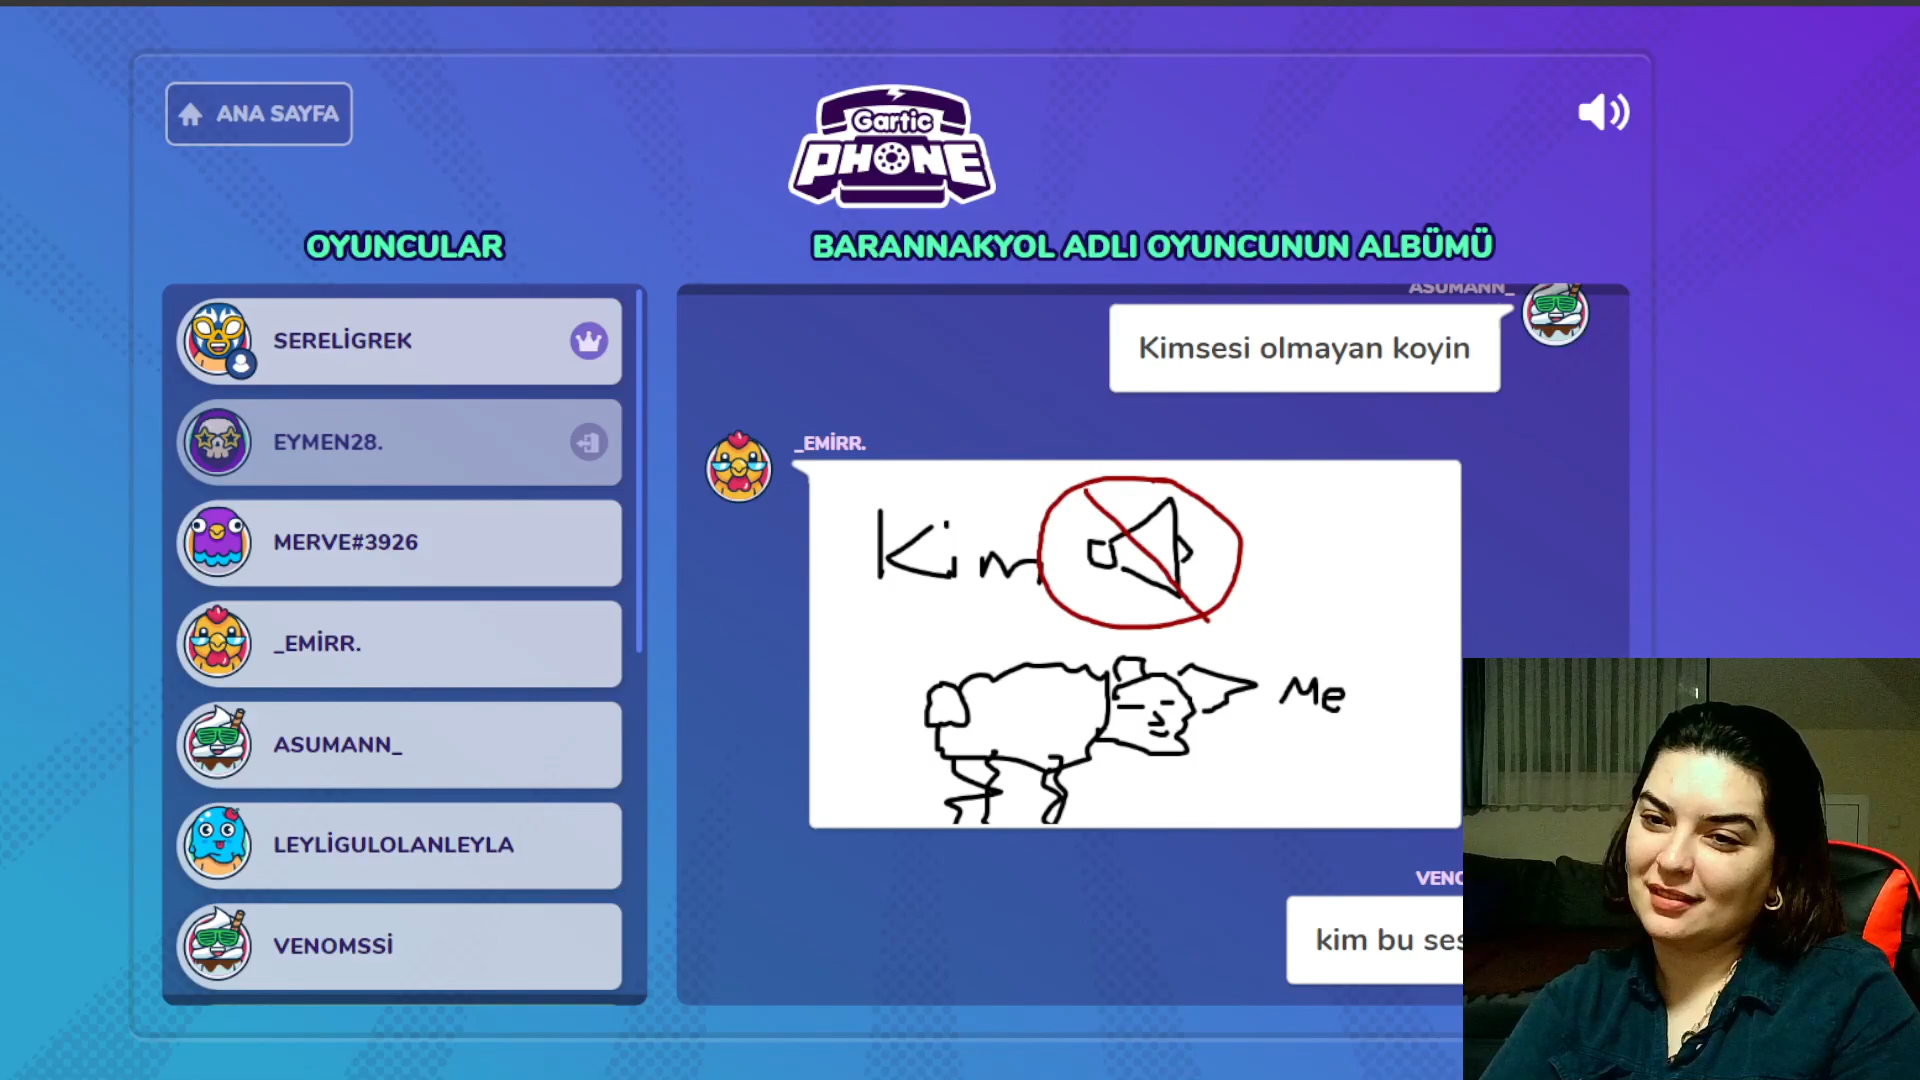 ANA SAYFA
Gartic
PHONE
OYUNCULAR
BARANNAKYOL ADLI OYUNCUNUN ALBÜMÜ
SERELİGREK
EYMEN28.
MERVE#3926
_EMİRR.
ASUMANN_
LEYLİGULOLANLEYLA
VENOMSSİ
ASUMANN_
Kimsesi olmayan koyin
_EMİRR.
Kim
Me
VENO
kim bu ses